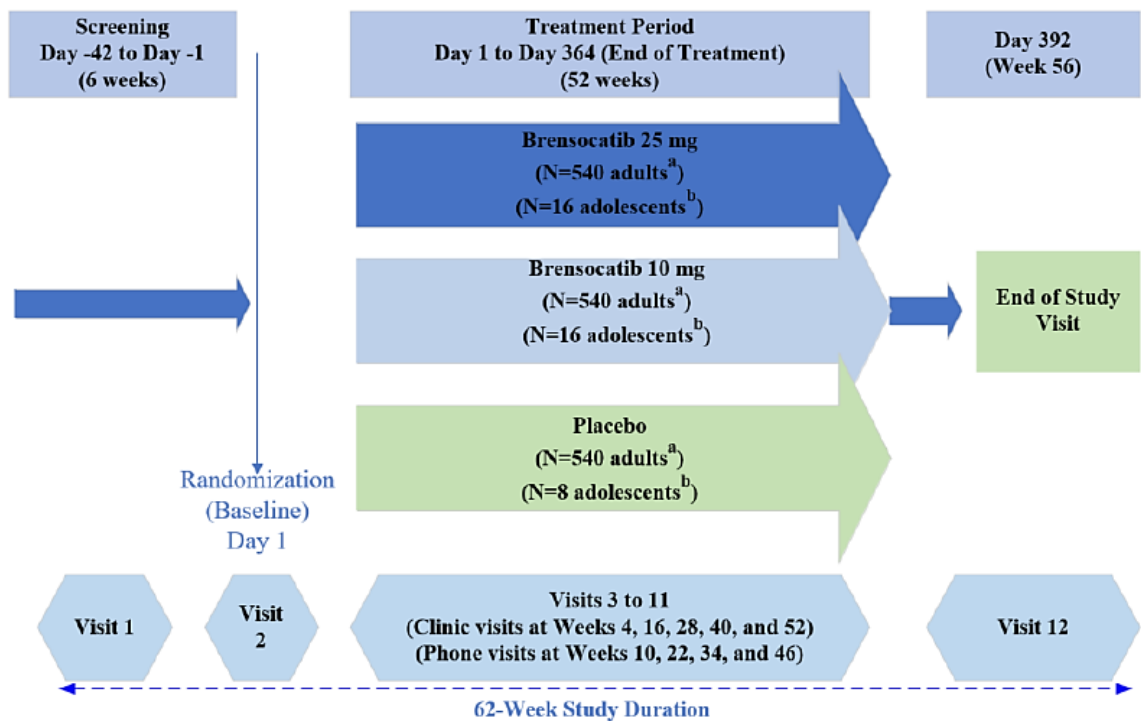 Screening
Day -42 to Day -1
(6 weeks)
Treatment Period
Day 1 to Day 364 (End of Treatment)
(52 weeks)
Day 392
(Week 56)
Brensocatib 25 mg
(N=540 adults^a)
(N=16 adolescents^b)
Brensocatib 10 mg
(N=540 adults^a)
(N=16 adolescents^b)
End of Study
Visit
Placebo
(N=540 adults^a)
(N=8 adolescents^b)
Randomization
(Baseline)
Day 1
Visit 1
Visit
2
Visits 3 to 11
(Clinic visits at Weeks 4, 16, 28, 40, and 52)
(Phone visits at Weeks 10, 22, 34, and 46)
Visit 12
62-Week Study Duration